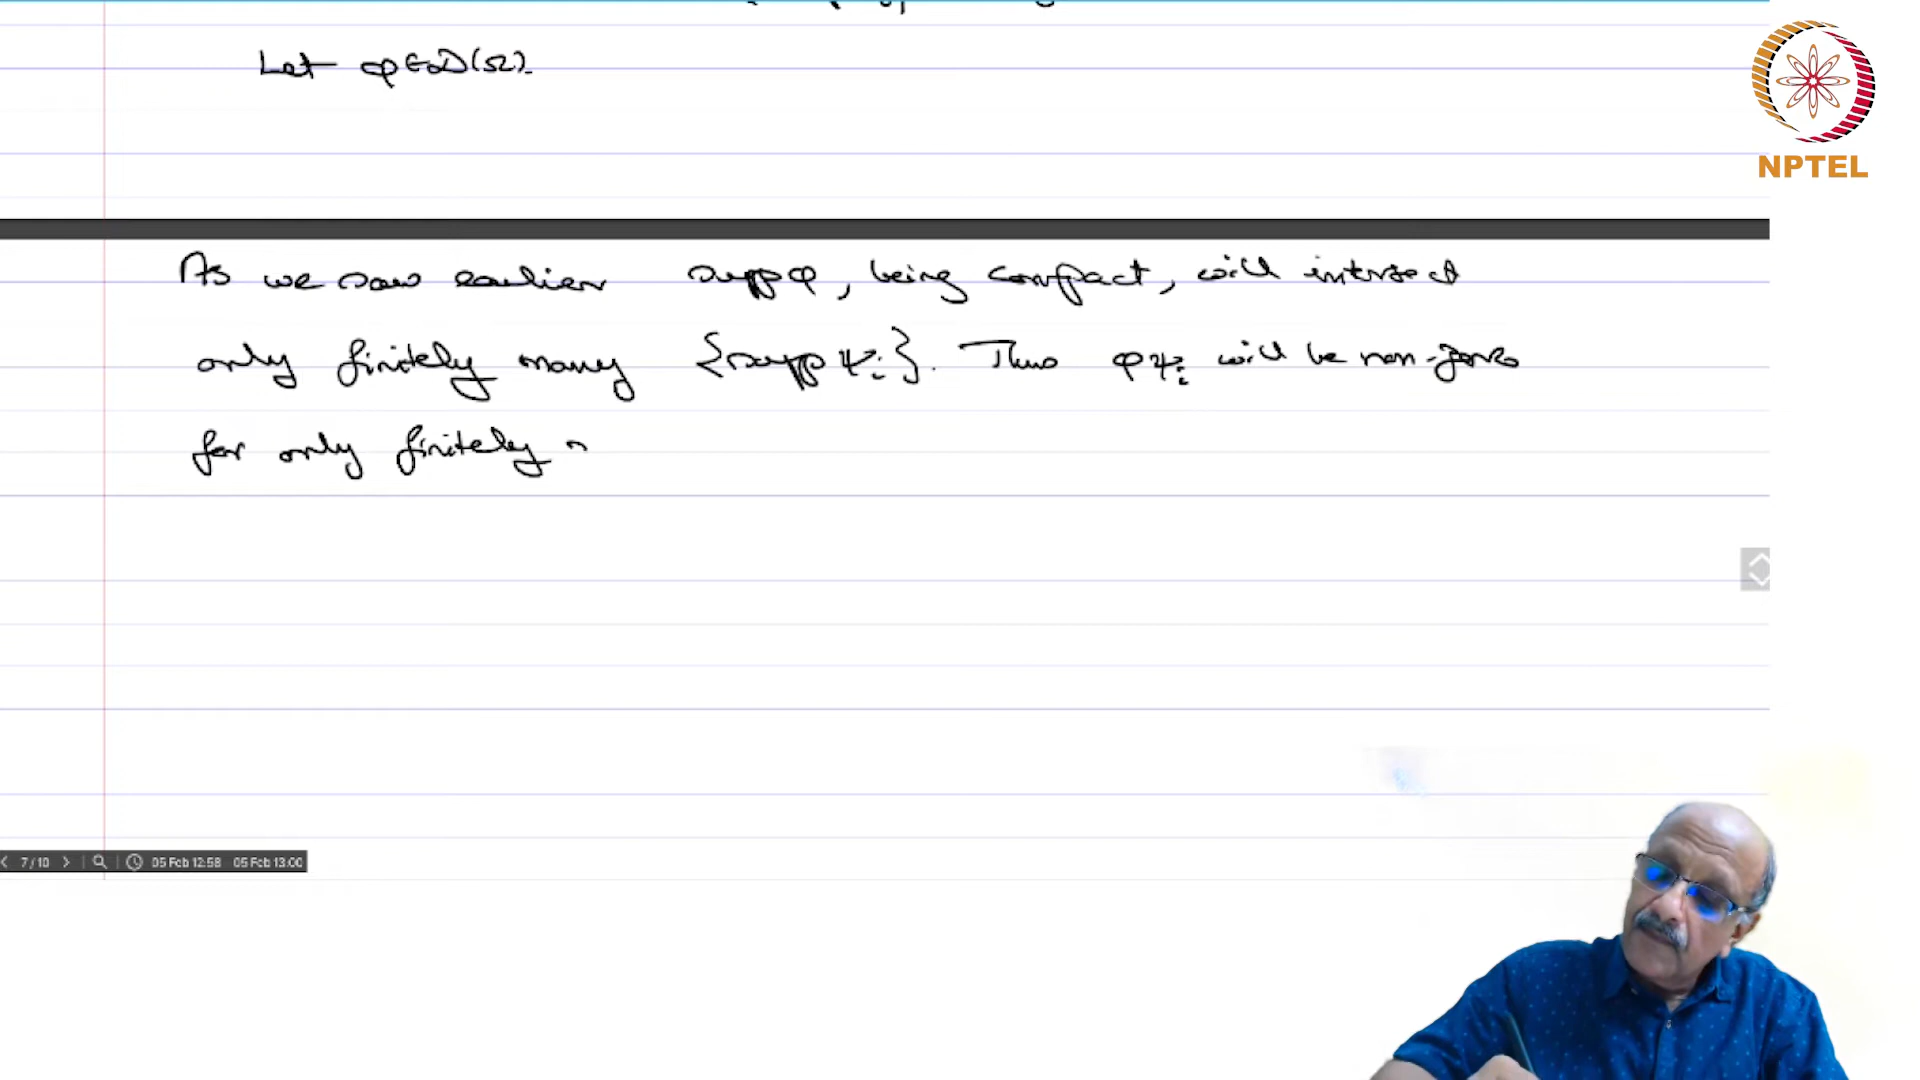 Let φ∈𝒟(Ω).
NPTEL
As we saw earlier supp φ, being compact, will intersect
only finitely many {supp ψᵢ}. Thus φψᵢ will be non-zero
for only finitely
7/10 05 Feb 12:58 05 Feb 13:00